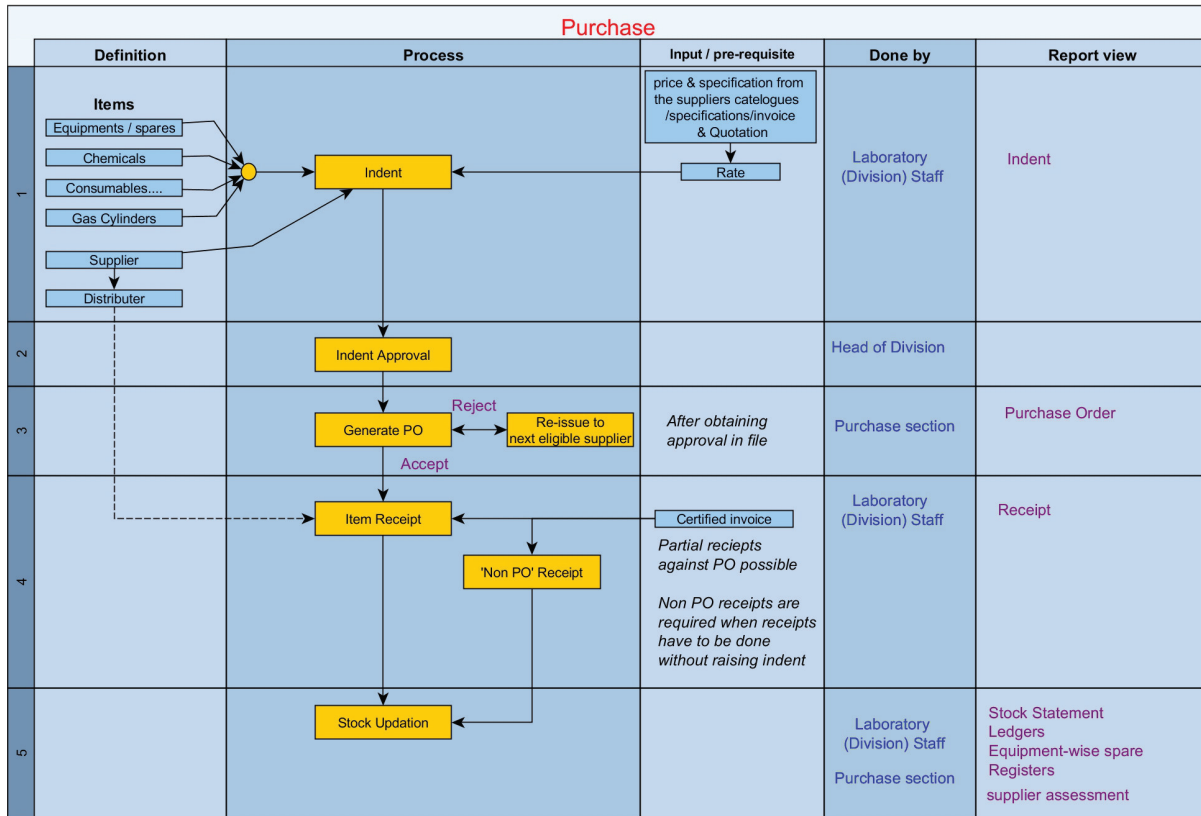 Purchase
Definition
Process
Input / pre-requisite
Done by
Report view
1
Items
Equipments / spares
Chemicals
Consumables....
Gas Cylinders
Supplier
Distributer
Indent
price & specification from
the suppliers catalogues
/specifications/invoice
& Quotation
Rate
Laboratory
(Division) Staff
Indent
2
Indent Approval
Head of Division
3
Generate PO
Reject
Re-issue to
next eligible supplier
Accept
After obtaining
approval in file
Purchase section
Purchase Order
4
Item Receipt
'Non PO' Receipt
Certified invoice
Partial reciepts
against PO possible
Non PO receipts are
required when receipts
have to be done
without raising indent
Laboratory
(Division) Staff
Receipt
5
Stock Updation
Laboratory
(Division) Staff
Purchase section
Stock Statement
Ledgers
Equipment-wise spare
Registers
supplier assessment